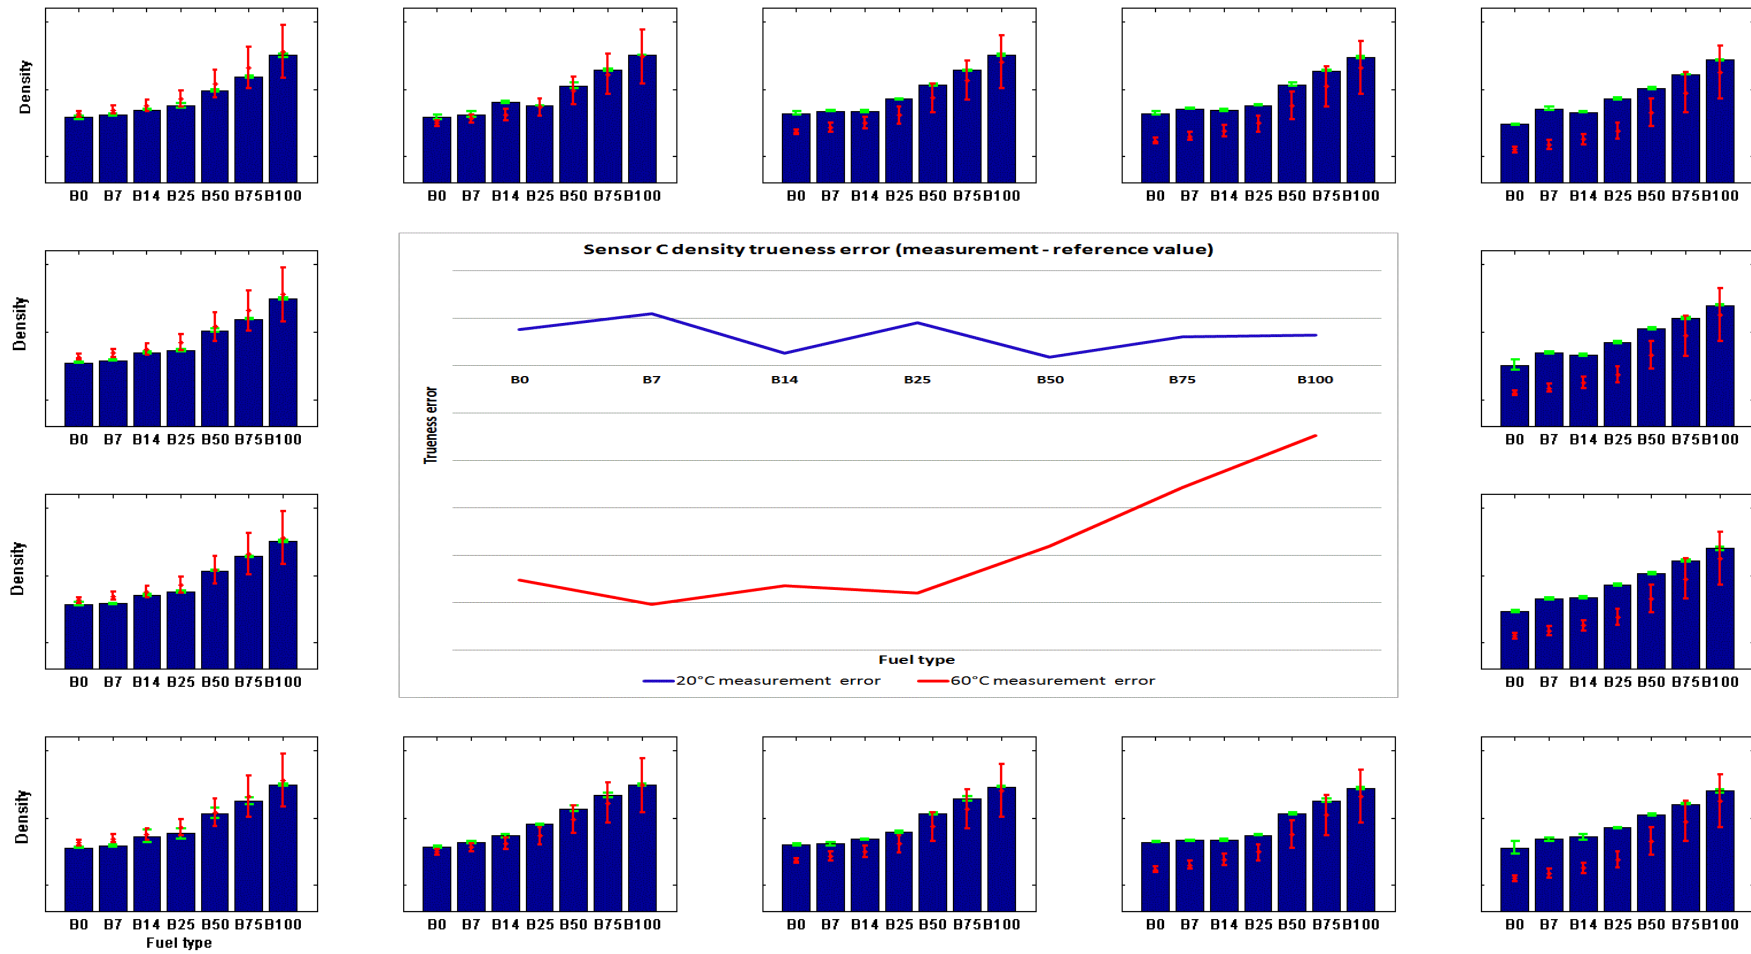 Density
B0 B7 B14 B25 B50 B75 B100
B0 B7 B14 B25 B50 B75 B100
B0 B7 B14 B25 B50 B75 B100
B0 B7 B14 B25 B50 B75 B100
B0 B7 B14 B25 B50 B75 B100
Density
B0 B7 B14 B25 B50 B75 B100
Sensor C density trueness error (measurement - reference value)
Trueness error
B0 B7 B14 B25 B50 B75 B100
Fuel type
20°C measurement error
60°C measurement error
B0 B7 B14 B25 B50 B75 B100
Density
B0 B7 B14 B25 B50 B75 B100
B0 B7 B14 B25 B50 B75 B100
Density
B0 B7 B14 B25 B50 B75 B100
Fuel type
B0 B7 B14 B25 B50 B75 B100
B0 B7 B14 B25 B50 B75 B100
B0 B7 B14 B25 B50 B75 B100
B0 B7 B14 B25 B50 B75 B100